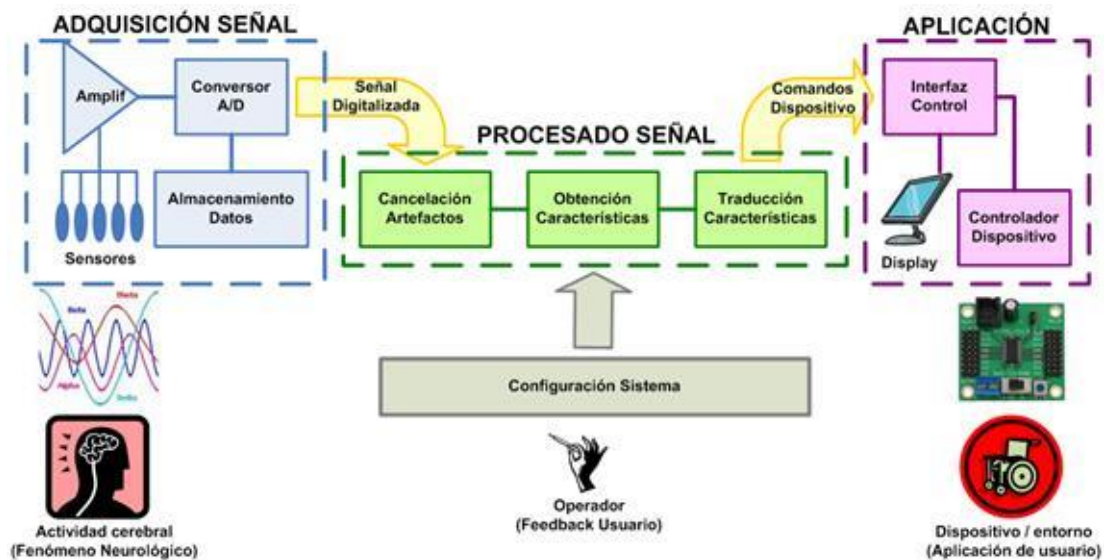 ADQUISICIÓN SEÑAL
Amplif
Conversor
A/D
Almacenamiento
Datos
Sensores
Señal
Digitalizada
PROCESADO SEÑAL
Cancelación
Artefactos
Obtención
Características
Traducción
Características
Comandos
Dispositivo
APLICACIÓN
Interfaz
Control
Display
Controlador
Dispositivo
Beta
Alpha
Configuración Sistema
Actividad cerebral
(Fenómeno Neurológico)
Operador
(Feedback Usuario)
Dispositivo / entorno
(Aplicación de usuario)